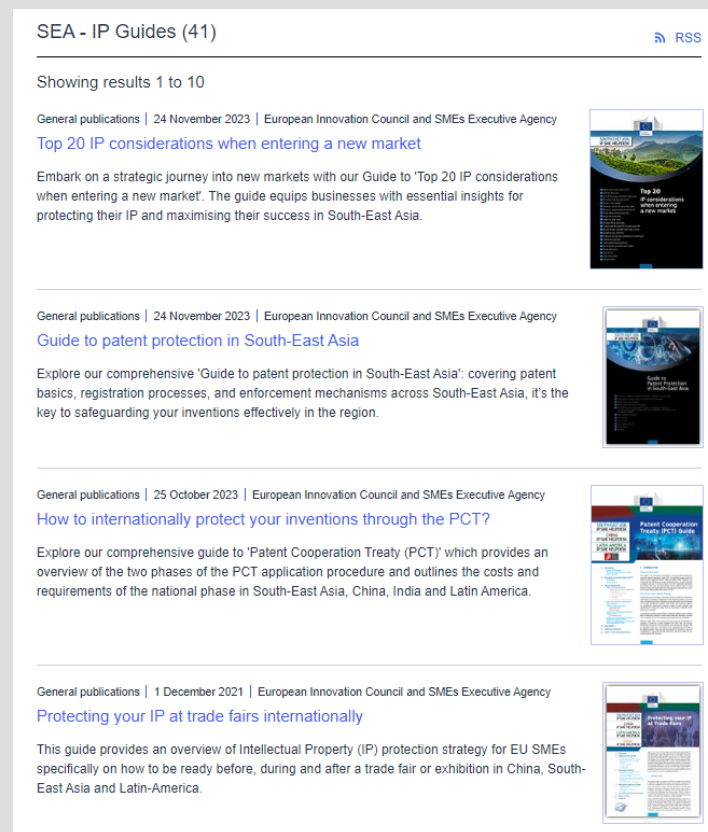 SEA - IP Guides (41)
RSS
Showing results 1 to 10
General publications | 24 November 2023 | European Innovation Council and SMEs Executive Agency
Top 20 IP considerations when entering a new market
Embark on a strategic journey into new markets with our Guide to 'Top 20 IP considerations
when entering a new market'. The guide equips businesses with essential insights for
protecting their IP and maximising their success in South-East Asia.
Top 20
IP considerations
when entering
a new market
General publications | 24 November 2023 | European Innovation Council and SMEs Executive Agency
Guide to patent protection in South-East Asia
Explore our comprehensive 'Guide to patent protection in South-East Asia': covering patent
basics, registration processes, and enforcement mechanisms across South-East Asia, it's the
key to safeguarding your inventions effectively in the region.
Guide to
Patent Protection
in South-East Asia
General publications | 25 October 2023 | European Innovation Council and SMEs Executive Agency
How to internationally protect your inventions through the PCT?
Explore our comprehensive guide to 'Patent Cooperation Treaty (PCT)' which provides an
overview of the two phases of the PCT application procedure and outlines the costs and
requirements of the national phase in South-East Asia, China, India and Latin America.
Patent Cooperation
Treaty (PCT) Guide
General publications | 1 December 2021 | European Innovation Council and SMEs Executive Agency
Protecting your IP at trade fairs internationally
This guide provides an overview of Intellectual Property (IP) protection strategy for EU SMEs
specifically on how to be ready before, during and after a trade fair or exhibition in China, South-
East Asia and Latin-America.
Protecting your IP
at Trade Fairs